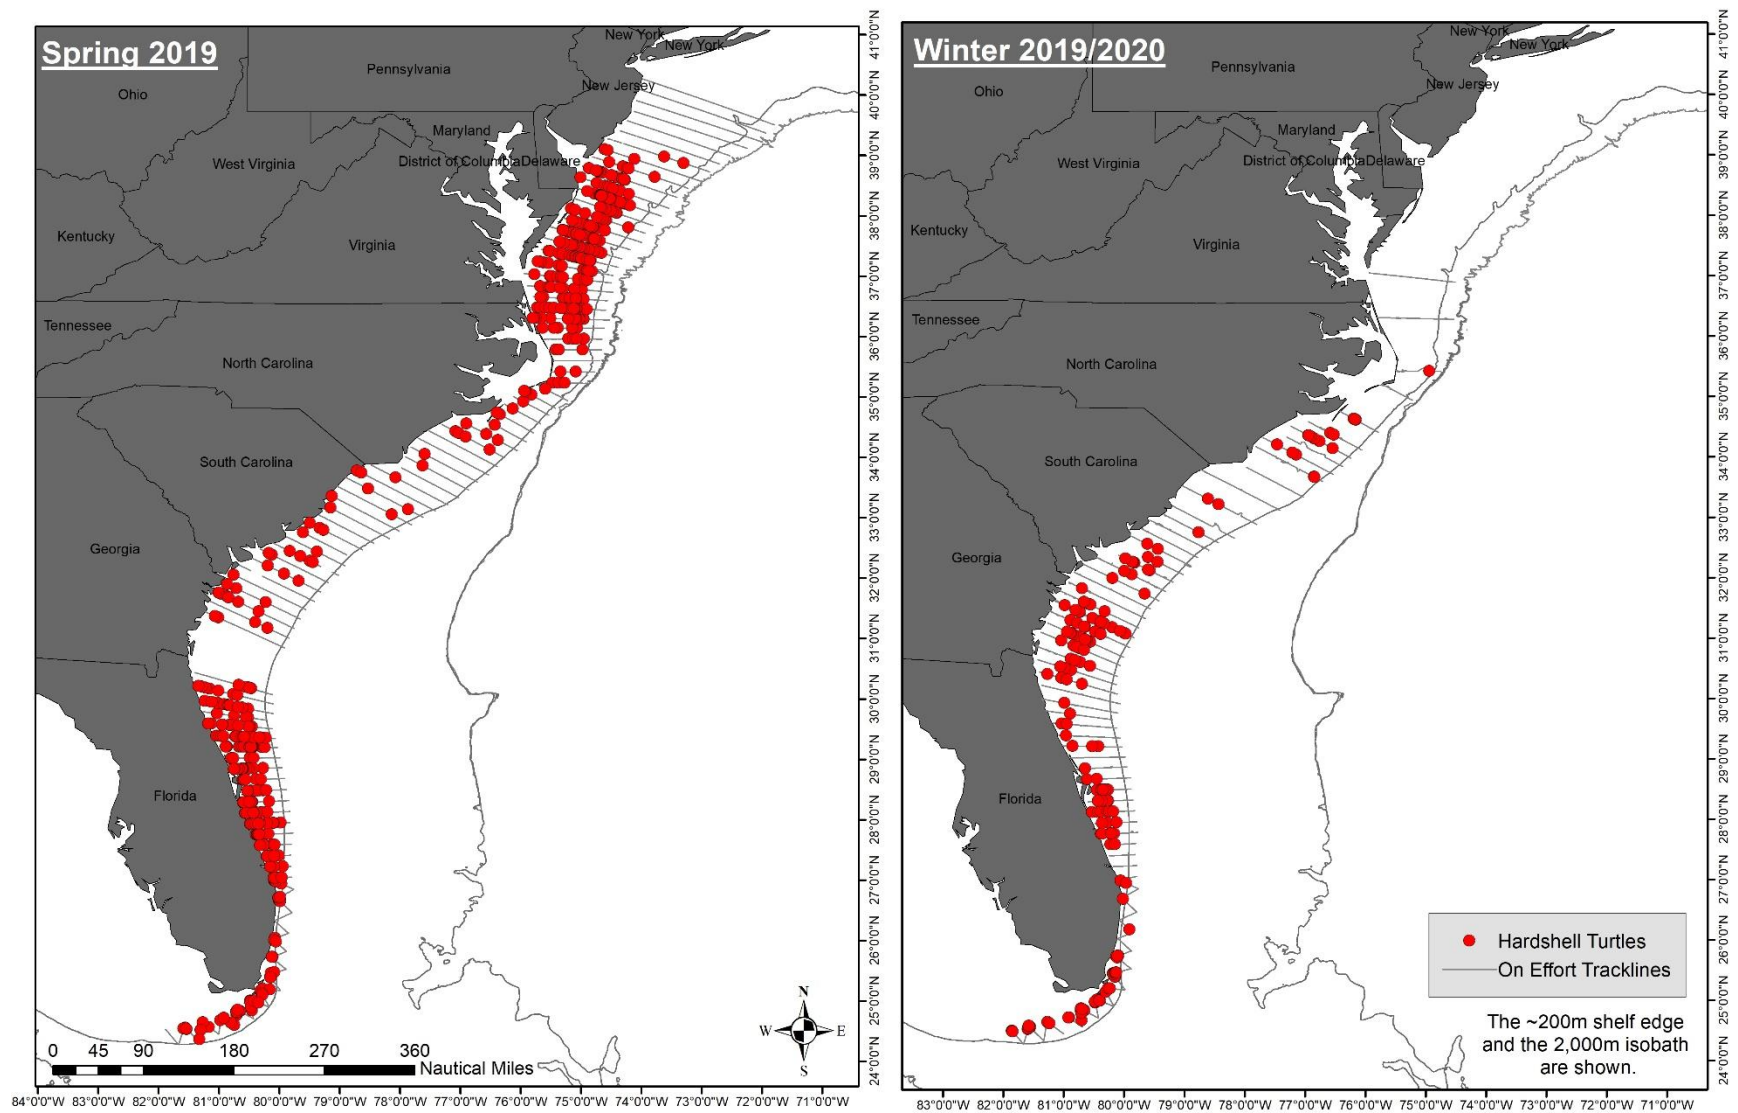 Spring 2019
New York
New York
Pennsylvania
New Jersey
Ohio
Maryland
West Virginia
District of Columbia
Delaware
Kentucky
Virginia
Tennessee
North Carolina
South Carolina
Georgia
Florida
N
W
E
S
0 45 90 180 270 360
Nautical Miles
41°0'0"N
40°0'0"N
39°0'0"N
38°0'0"N
37°0'0"N
36°0'0"N
35°0'0"N
34°0'0"N
33°0'0"N
32°0'0"N
31°0'0"N
30°0'0"N
29°0'0"N
28°0'0"N
27°0'0"N
26°0'0"N
25°0'0"N
24°0'0"N
84°0'0"W 83°0'0"W 82°0'0"W 81°0'0"W 80°0'0"W 79°0'0"W 78°0'0"W 77°0'0"W 76°0'0"W 75°0'0"W 74°0'0"W 73°0'0"W 72°0'0"W 71°0'0"W
Winter 2019/2020
New York
New York
Pennsylvania
New Jersey
Ohio
Maryland
West Virginia
District of Columbia
Delaware
Kentucky
Virginia
Tennessee
North Carolina
South Carolina
Georgia
Florida
Hardshell Turtles
On Effort Tracklines
The ~200m shelf edge
and the 2,000m isobath
are shown.
41°0'0"N
40°0'0"N
39°0'0"N
38°0'0"N
37°0'0"N
36°0'0"N
35°0'0"N
34°0'0"N
33°0'0"N
32°0'0"N
31°0'0"N
30°0'0"N
29°0'0"N
28°0'0"N
27°0'0"N
26°0'0"N
25°0'0"N
24°0'0"N
83°0'0"W 82°0'0"W 81°0'0"W 80°0'0"W 79°0'0"W 78°0'0"W 77°0'0"W 76°0'0"W 75°0'0"W 74°0'0"W 73°0'0"W 72°0'0"W 71°0'0"W